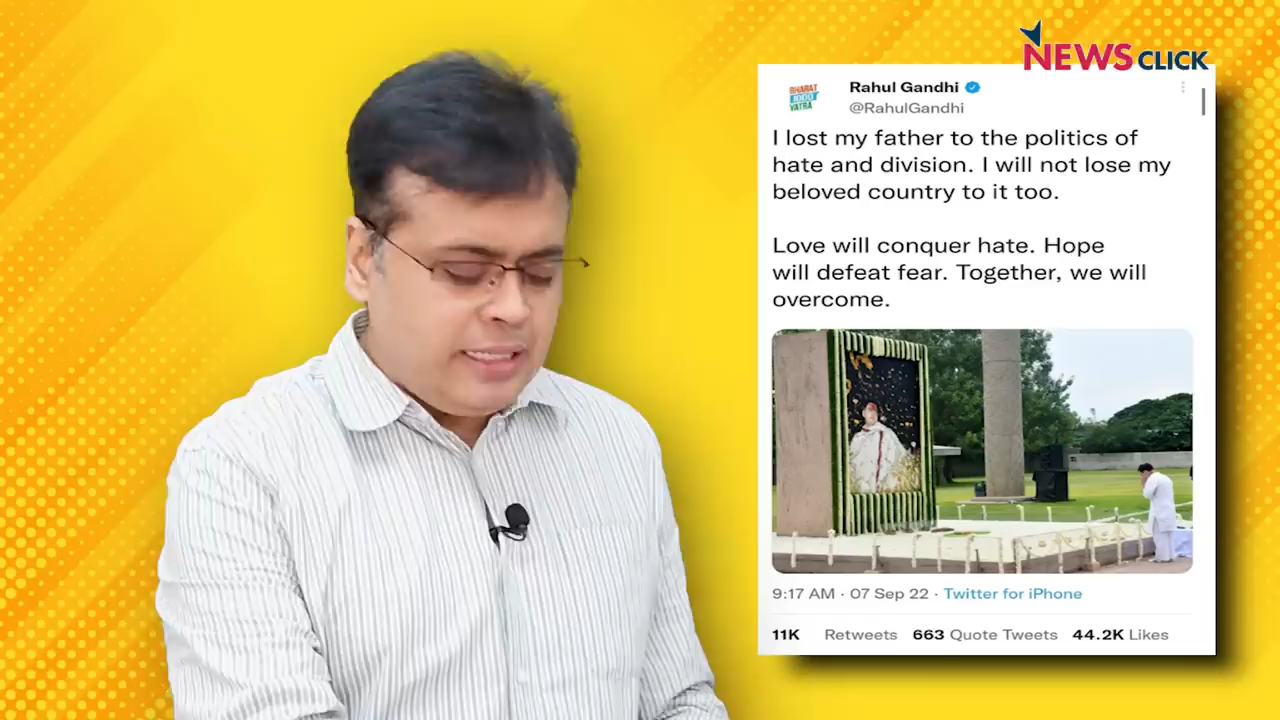 NEWS CLICK
BHARAT
JODO
YATRA
Rahul Gandhi
@RahulGandhi
I lost my father to the politics of
hate and division. I will not lose my
beloved country to it too.
Love will conquer hate. Hope
will defeat fear. Together, we will
overcome.
9:17 AM · 07 Sep 22 · Twitter for iPhone
11K Retweets 663 Quote Tweets 44.2K Likes